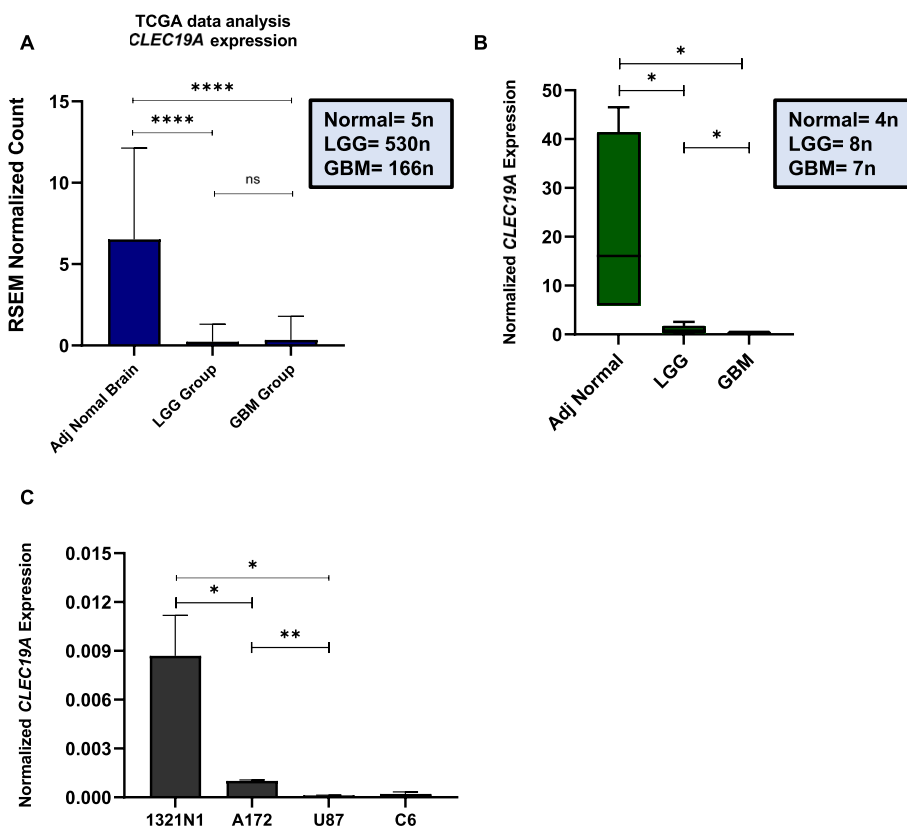 A
TCGA data analysis
CLEC19A expression
RSEM Normalized Count
15
10
5
0
****
****
ns
Normal= 5n
LGG= 530n
GBM= 166n
Adj Nomal Brain
LGG Group
GBM Group
B
Normalized CLEC19A Expression
50
40
30
20
10
0
*
*
*
Normal= 4n
LGG= 8n
GBM= 7n
Adj Normal
LGG
GBM
C
Normalized CLEC19A Expression
0.015
0.012
0.009
0.006
0.003
0.000
*
*
**
1321N1 A172 U87 C6